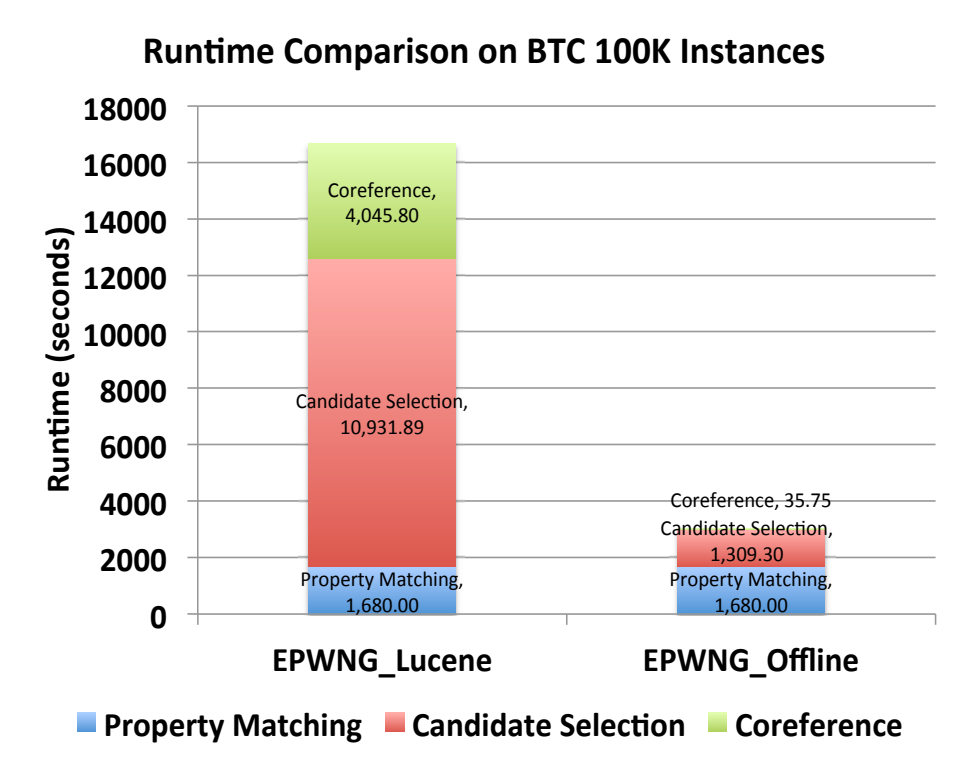 Runtime Comparison on BTC 100K Instances
Runtime (seconds)
18000
16000
14000
12000
10000
8000
6000
4000
2000
0
Coreference,
4,045.80
Candidate Selection,
10,931.89
Property Matching,
1,680.00
Coreference, 35.75
Candidate Selection,
1,309.30
Property Matching,
1,680.00
EPWNG_Lucene
EPWNG_Offline
Property Matching
Candidate Selection
Coreference